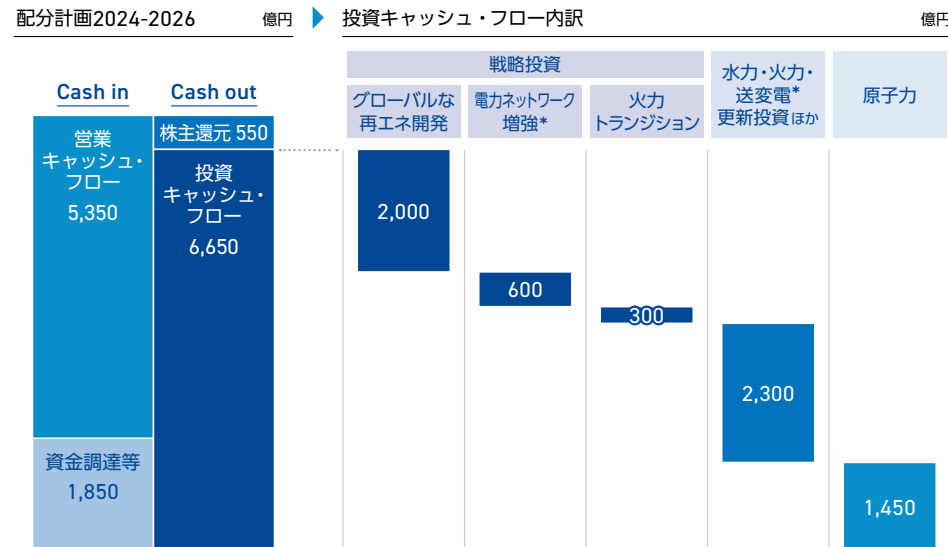 配分計画2024-2026 億円
投資キャッシュ・フロー内訳 億円
Cash in
Cash out
営業
キャッシュ・
フロー
5,350
資金調達等
1,850
株主還元 550
投資
キャッシュ・
フロー
6,650
戦略投資
グローバルな
再エネ開発
電力ネットワーク
増強*
火力
トランジション
水力・火力・
送変電*
更新投資ほか
原子力
2,000
600
300
2,300
1,450